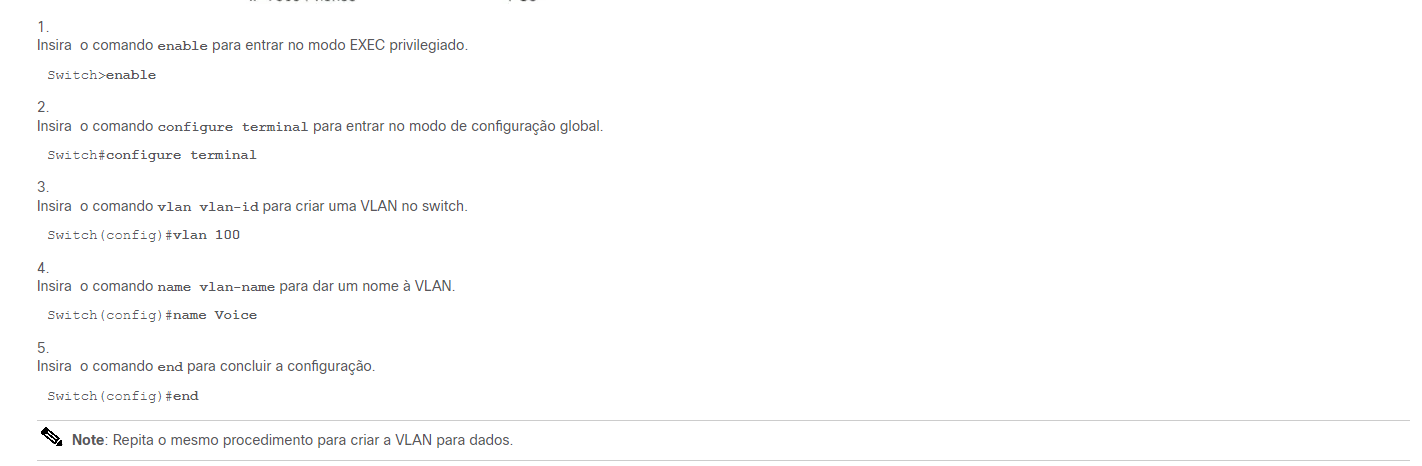 1.
Insira  o comando enable para entrar no modo EXEC privilegiado.
Switch>enable
2.
Insira  o comando configure terminal para entrar no modo de configuração global.
Switch#configure terminal
3.
Insira  o comando vlan vlan-id para criar uma VLAN no switch.
Switch(config)#vlan 100
4.
Insira  o comando name vlan-name para dar um nome à VLAN.
Switch(config)#name Voice
5.
Insira  o comando end para concluir a configuração.
Switch(config)#end
Note: Repita o mesmo procedimento para criar a VLAN para dados.